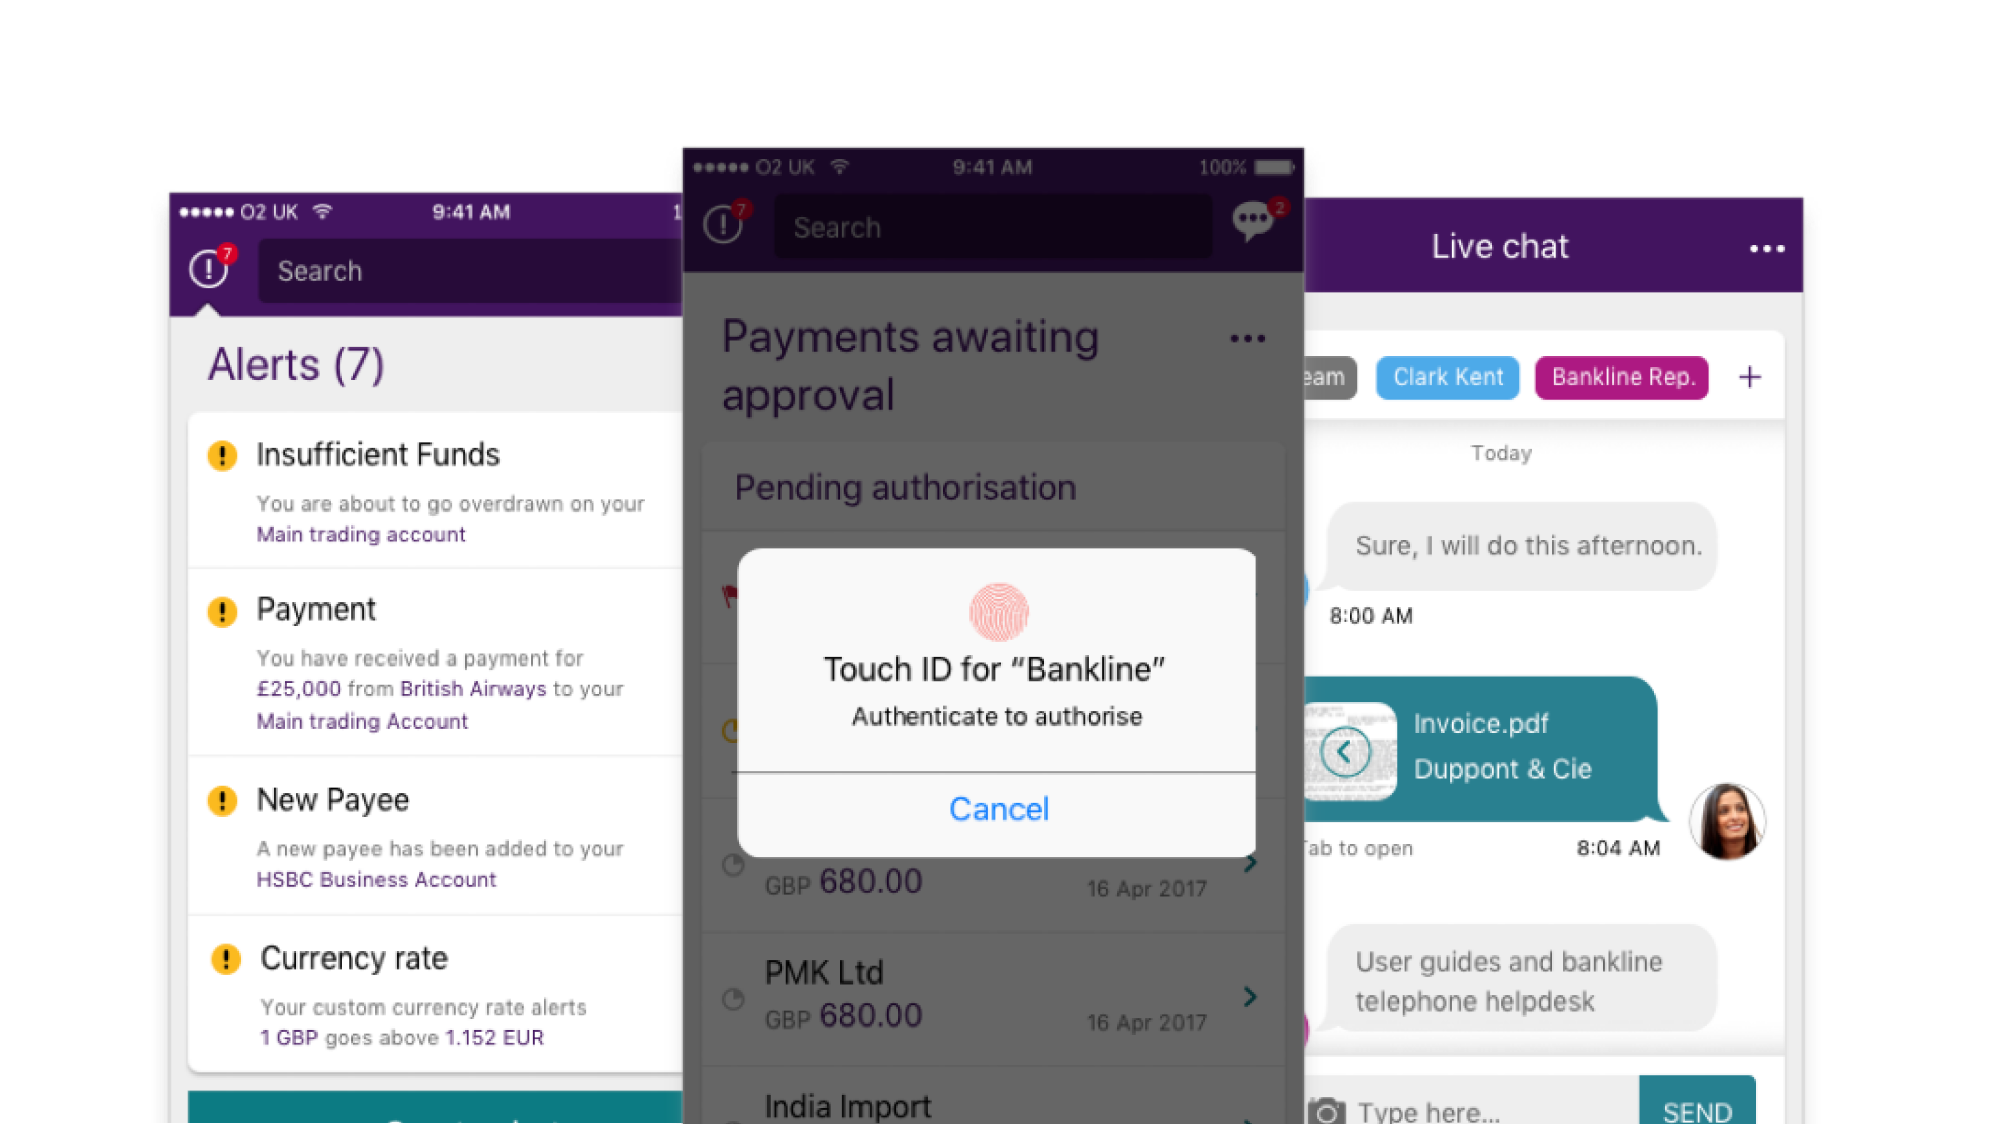 O2 UK
9:41 AM
7
Search
Alerts (7)
Insufficient Funds
You are about to go overdrawn on your
Main trading account
Payment
You have received a payment for
£25,000 from British Airways to your
Main trading Account
New Payee
A new payee has been added to your
HSBC Business Account
Currency rate
Your custom currency rate alerts
1 GBP goes above 1.152 EUR
O2 UK
9:41 AM
100%
7
Search
2
Payments awaiting
approval
Pending authorisation
Touch ID for “Bankline”
Authenticate to authorise
Cancel
GBP 680.00
16 Apr 2017
PMK Ltd
GBP 680.00
16 Apr 2017
India Import
Live chat
eam
Clark Kent
Bankline Rep.
+
Today
Sure, I will do this afternoon.
8:00 AM
Invoice.pdf
Duppont & Cie
ab to open
8:04 AM
User guides and bankline
telephone helpdesk
Type here...
SEND